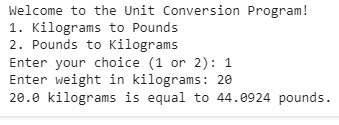 Welcome to the Unit Conversion Program!
1. Kilograms to Pounds
2. Pounds to Kilograms
Enter your choice (1 or 2): 1
Enter weight in kilograms: 20
20.0 kilograms is equal to 44.0924 pounds.